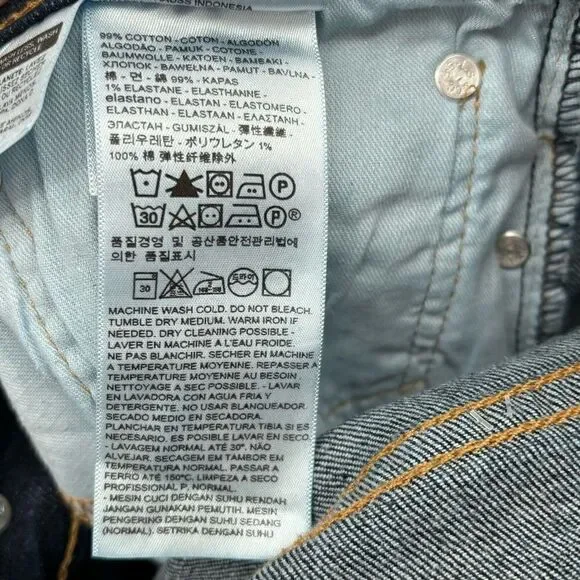 INDONESIA
99% COTTON - COTON - ALGODÓN
ALGODÃO - PAMUK - COTONE -
BAUMWOLLE - KATOEN - BAMBAKI -
ХЛОПОК - BAWEŁNA - PAMUT - BAVLNA -
棉 - 면 - 綿 99% - KAPAS
1% ELASTANE - ELASTHANNE -
elastano - ELASTAN - ELASTOMERO -
ELASTHAN - ELASTAAN - ΕΛΑΣΤΑΝΗ -
ЭЛАСТАН - GUMISZÁL - 彈性纖維 -
폴리우레탄 - ポリウレタン 1%
100% 棉 弹性纤维除外
P
30 P ®
품질경영 및 공산품안전관리법에
의한 품질표시
30
MACHINE WASH COLD. DO NOT BLEACH.
TUMBLE DRY MEDIUM. WARM IRON IF
NEEDED. DRY CLEANING POSSIBLE -
LAVER EN MACHINE A L'EAU FROIDE.
NE PAS BLANCHIR. SECHER EN MACHINE
A TEMPERATURE MOYENNE. REPASSER A
TEMPERATURE MOYENNE AU BESOIN
NETTOYAGE A SEC POSSIBLE. - LAVAR
EN LAVADORA CON AGUA FRIA Y
DETERGENTE. NO USAR BLANQUEADOR.
SECADO MEDIO EN SECADORA.
PLANCHAR EN TEMPERATURA TIBIA SI ES
NECESARIO. ES POSIBLE LAVAR EN SECO.
- LAVAGEM NORMAL ATÉ 30°. NÃO
ALVEJAR. SECAGEM EM TAMBOR EM
TEMPERATURA NORMAL. PASSAR A
FERRO ATÉ 150°C. LIMPEZA A SECO
PROFISSIONAL P. NORMAL
- MESIN CUCI DENGAN SUHU RENDAH.
JANGAN GUNAKAN PEMUTIH. MESIN
PENGERING DENGAN SUHU SEDANG
(NORMAL). SETRIKA DENGAN SUHU